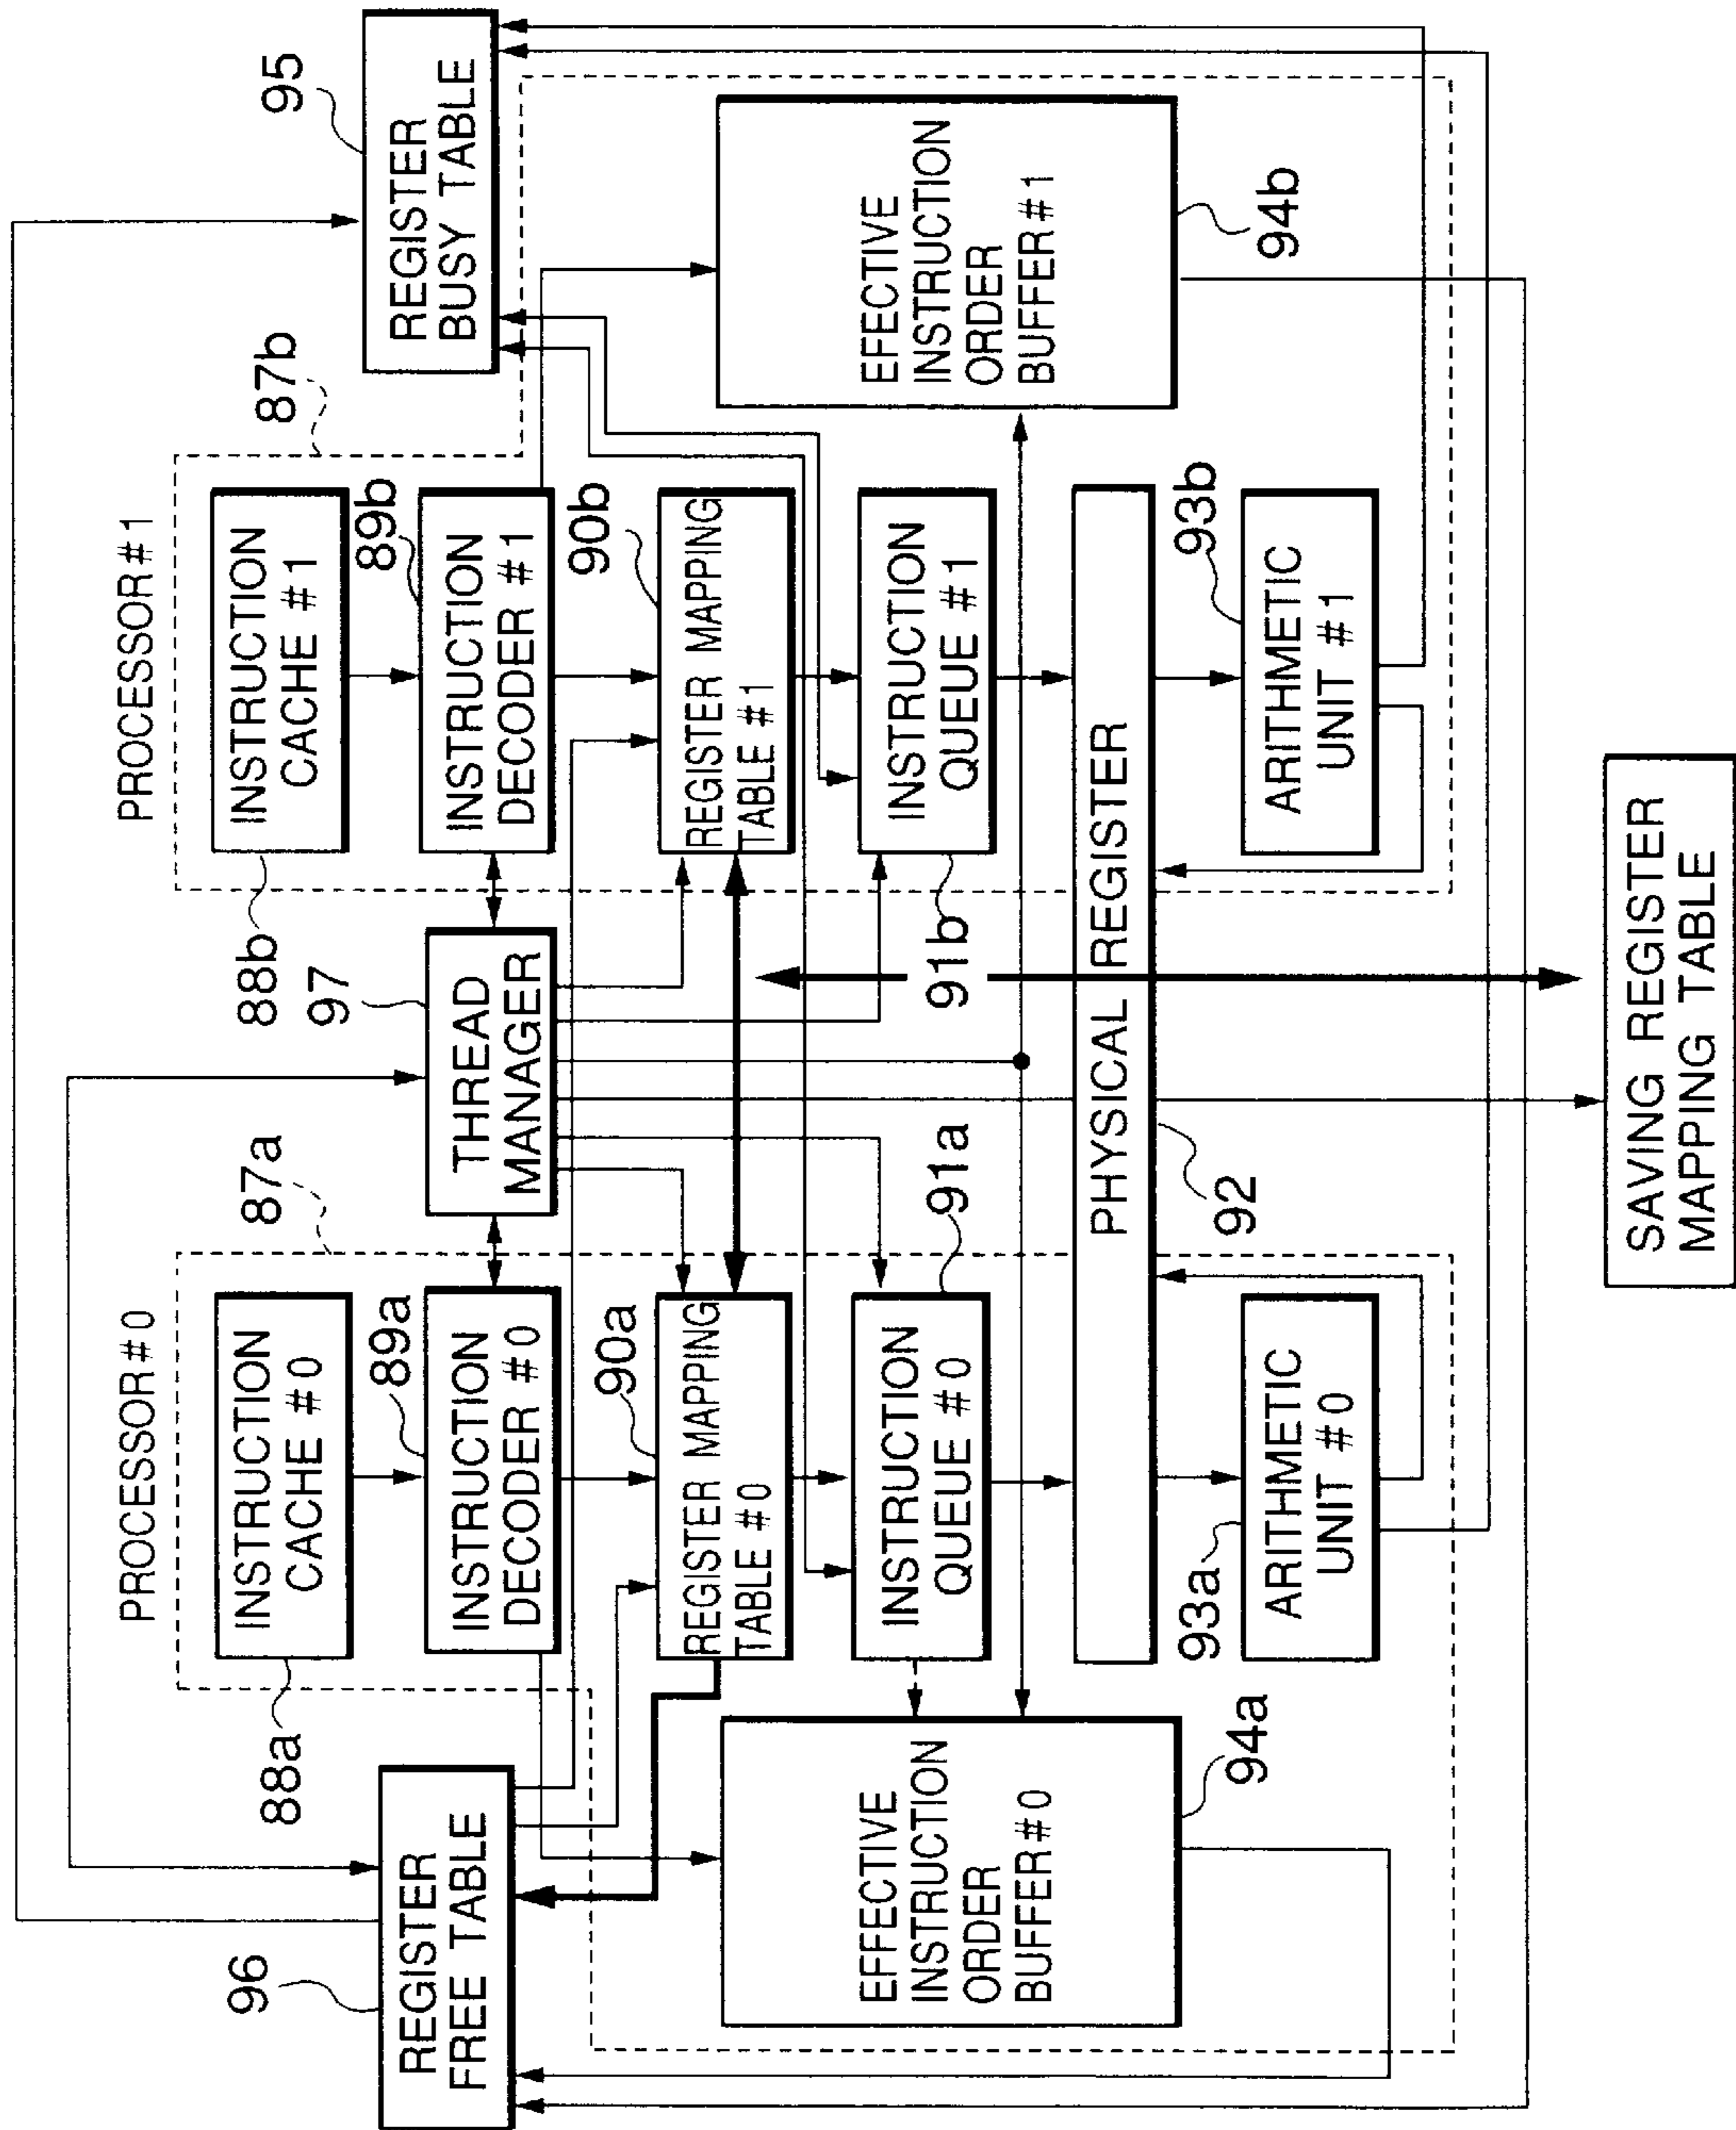 PROCESSOR#0
PROCESSOR#1
96
REGISTER
FREE TABLE
88a
INSTRUCTION
CACHE #0
87a
97
88b
INSTRUCTION
CACHE #1
87b
95
REGISTER
BUSY TABLE
89a
INSTRUCTION
DECODER #0
THREAD
MANAGER
89b
INSTRUCTION
DECODER #1
90a
REGISTER MAPPING
TABLE #0
90b
REGISTER MAPPING
TABLE #1
EFFECTIVE
INSTRUCTION
ORDER
BUFFER#0
94a
91a
INSTRUCTION
QUEUE #0
91b
INSTRUCTION
QUEUE #1
EFFECTIVE
INSTRUCTION
ORDER
BUFFER#1
94b
PHYSICAL REGISTER
92
93a
ARITHMETIC
UNIT #0
93b
ARITHMETIC
UNIT #1
SAVING REGISTER
MAPPING TABLE